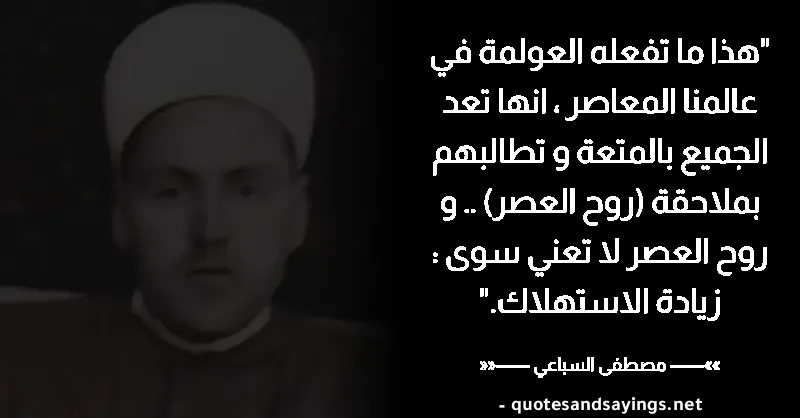 "هذا ما تفعله العولمة في
عالمنا المعاصر ، انها تعد
الجميع بالمتعة و تطالبهم
بملاحقة (روح العصر) .. و
روح العصر لا تعني سوى :
زيادة الاستهلاك."
»»—— مصطفى السباعي ——««
- quotesandsayings.net